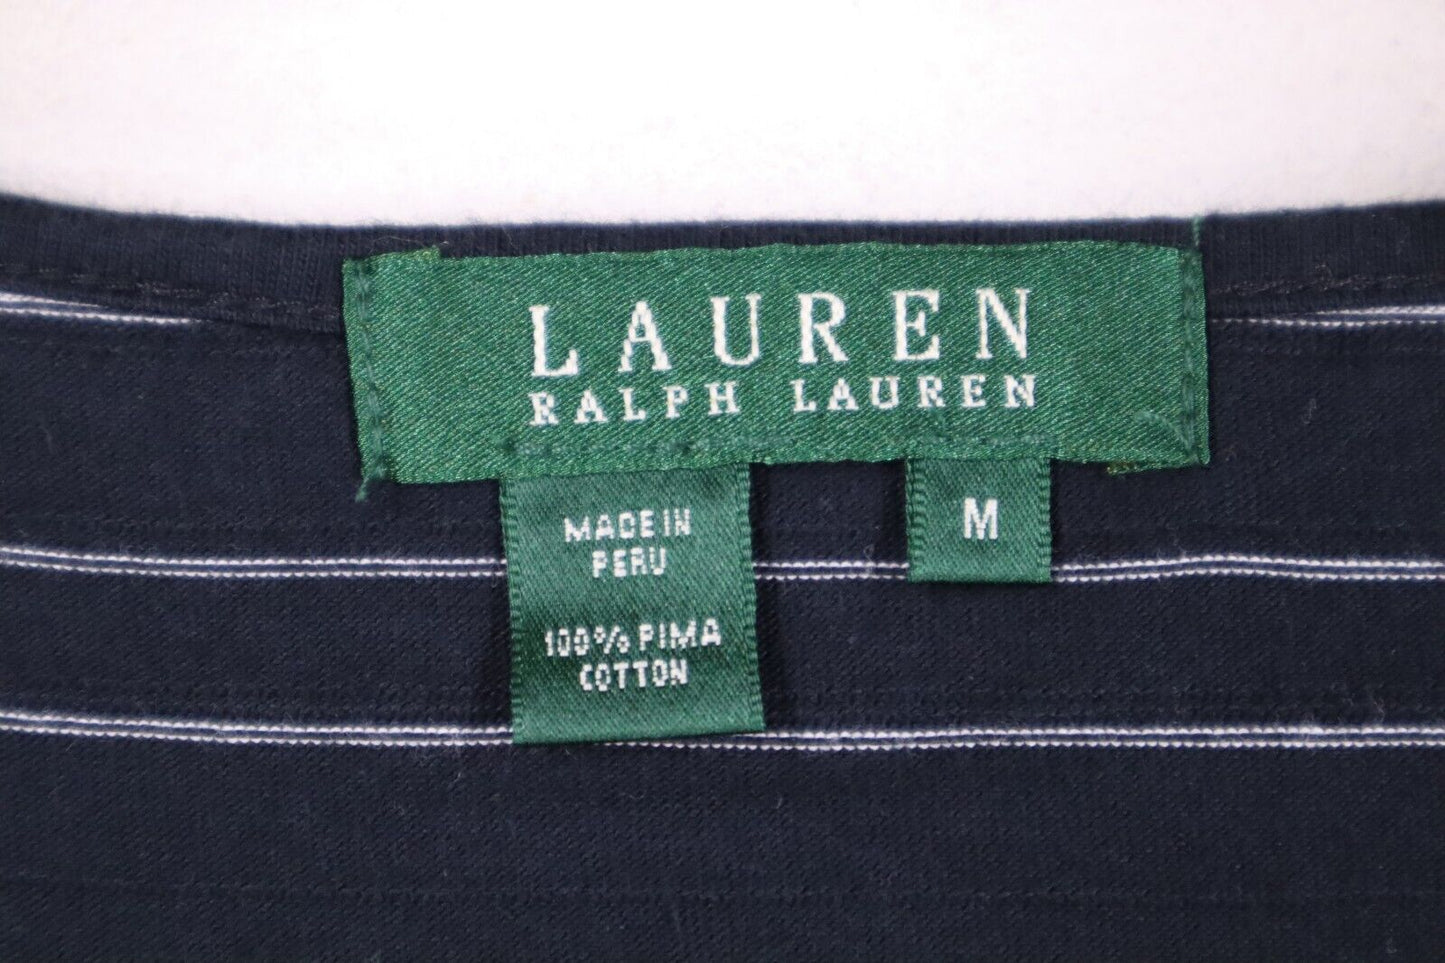 LAUREN
RALPH LAUREN
MADE IN
PERU
100% PIMA
COTTON
M